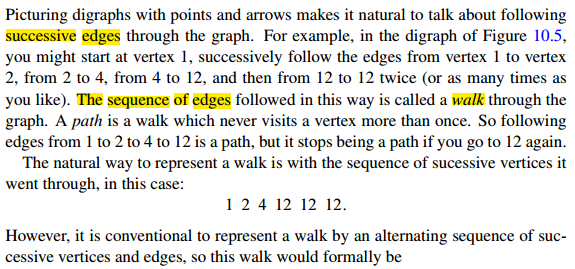 Picturing digraphs with points and arrows makes it natural to talk about following
successive edges through the graph. For example, in the digraph of Figure 10.5,
you might start at vertex 1, successively follow the edges from vertex 1 to vertex
2, from 2 to 4, from 4 to 12, and then from 12 to 12 twice (or as many times as
you like). The sequence of edges followed in this way is called a walk through the
graph. A path is a walk which never visits a vertex more than once. So following
edges from 1 to 2 to 4 to 12 is a path, but it stops being a path if you go to 12 again.
The natural way to represent a walk is with the sequence of sucessive vertices it
went through, in this case:
1 2 4 12 12 12.
However, it is conventional to represent a walk by an alternating sequence of suc-
cessive vertices and edges, so this walk would formally be